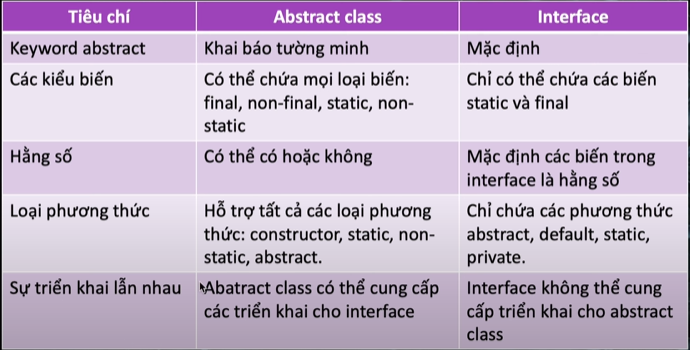 Tiêu chí Abstract class Interface
Keyword abstract Khai báo tường minh Mặc định
Các kiểu biến Có thể chứa mọi loại biến: Chỉ có thể chứa các biến
final, non-final, static, non- static và final
static
Hằng số Có thể có hoặc không Mặc định các biến trong
interface là hằng số
Loại phương thức Hỗ trợ tất cả các loại phương Chỉ chứa các phương thức
thức: constructor, static, non- abstract, default, static,
static, abstract. private.
Sự triển khai lẫn nhau Abatract class có thể cung cấp Interface không thể cung
các triển khai cho interface cấp triển khai cho abstract
class